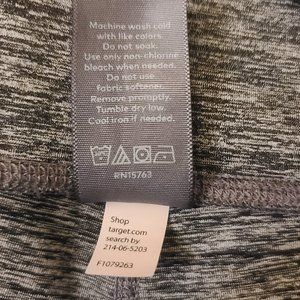 Machine wash cold
with like colors.
Do not soak.
Use only non-chlorine
bleach when needed.
Do not use
fabric softener.
Remove promptly.
Tumble dry low.
Cool iron if needed.
RN15763
Shop
target.com
search by
214-06-5203
F1079263